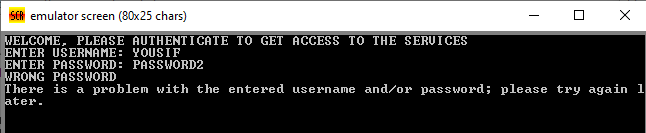 emulator screen (80x25 chars)
WELCOME, PLEASE AUTHENTICATE TO GET ACCESS TO THE SERVICES
ENTER USERNAME: YOUSIF
ENTER PASSWORD: PASSWORD2
WRONG PASSWORD
There is a problem with the entered username and/or password; please try again l
ater.